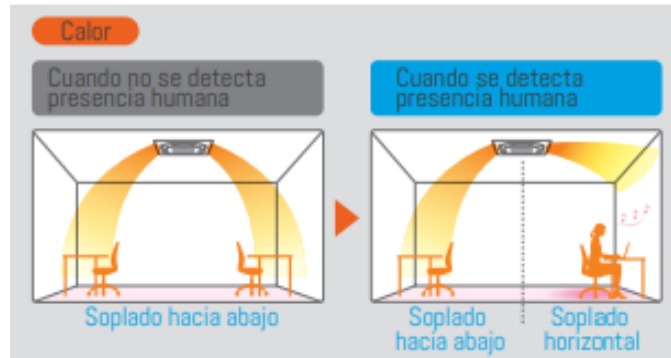 Calor
Cuando no se detecta
presencia humana
Cuando se detecta
presencia humana
Soplado hacia abajo
Soplado
hacia abajo
Soplado
horizontal